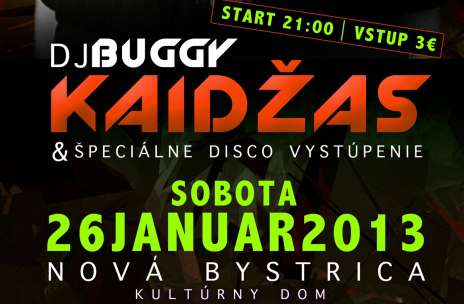 START 21:00 | VSTUP 3€
DJBUGGY
KAIDŽAS
& ŠPECIÁLNE DISCO VYSTÚPENIE
SOBOTA
26JANUAR2013
NOVÁ BYSTRICA
KULTÚRNY DOM